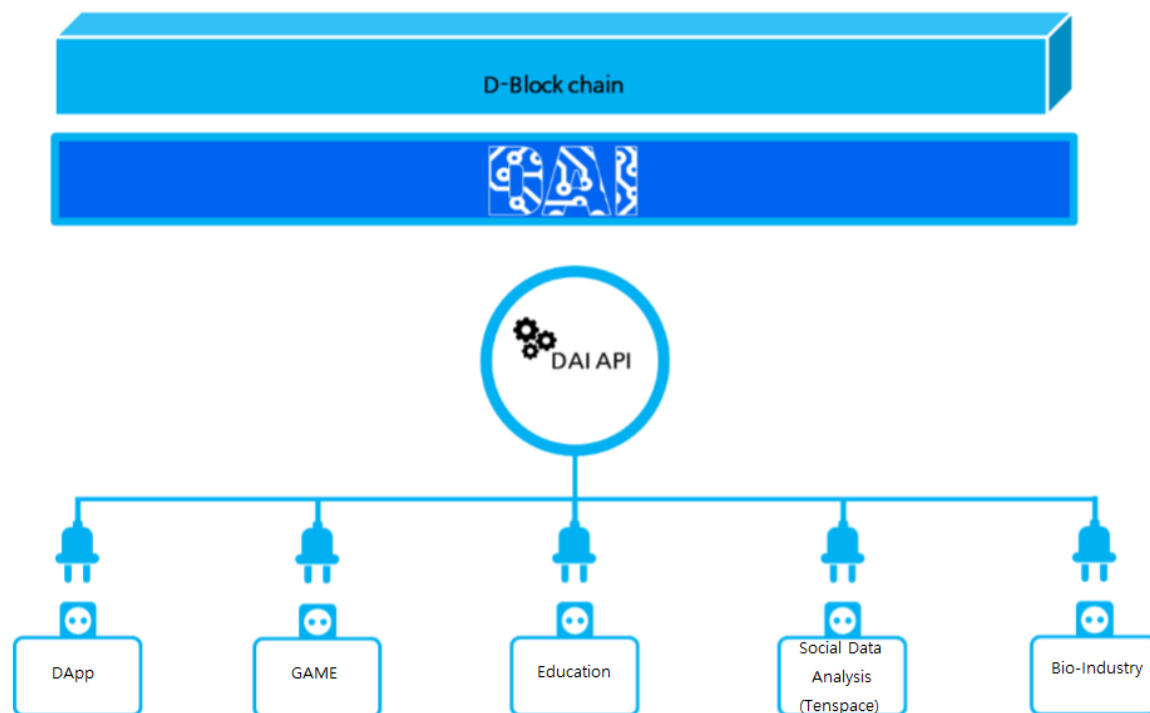 D-Block chain
DAI
DAI API
DApp
GAME
Education
Social Data
Analysis
(Tenspace)
Bio-Industry